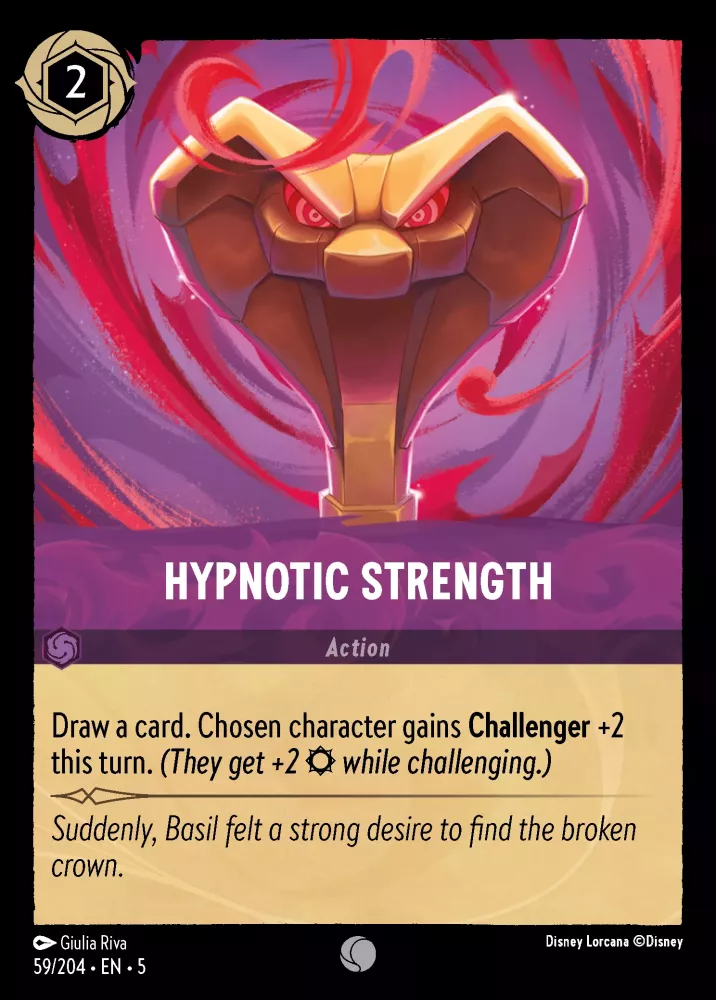 2
HYPNOTIC STRENGTH
Action
Draw a card. Chosen character gains Challenger +2
this turn. (They get +2 while challenging.)
Suddenly, Basil felt a strong desire to find the broken
crown.
Giulia Riva
Disney Lorcana ©Disney
59/204 • EN • 5